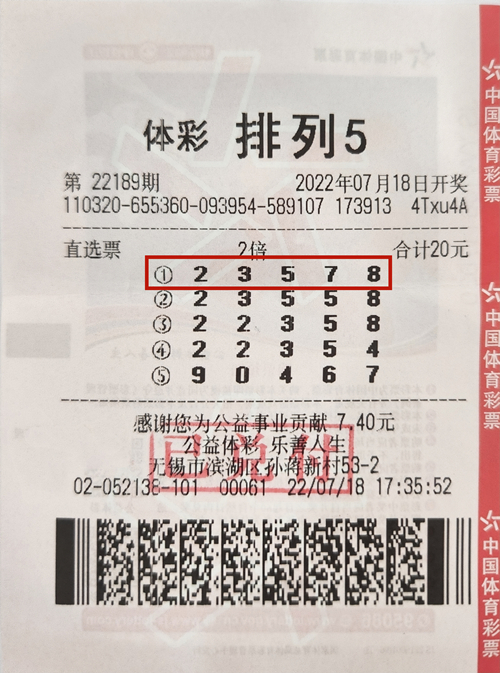 体彩 排列5
第 22189期 2022年07月18日开奖
110320-655360-093954-589107 173913 4Txu4A
直选票 2倍 合计20元
① 2 3 5 7 8
② 2 3 5 5 8
③ 2 2 3 5 8
④ 2 2 3 5 4
⑤ 9 0 4 6 7
感谢您为公益事业贡献 7.40元
公益体彩 乐善人生
无锡市滨湖区孙蒋新村53-2
02-052138-101 00061 22/07/18 17:35:52
已兑付
中国体育彩票
中国体育彩票
中国体育彩票